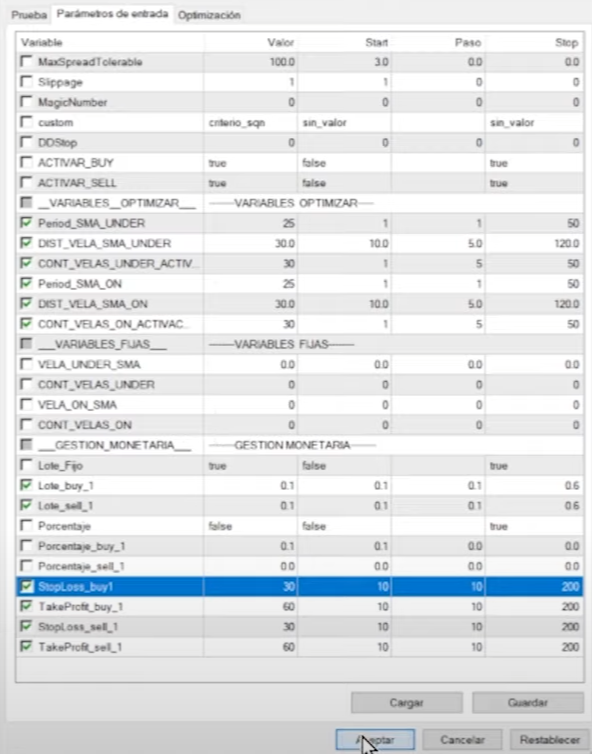 Prueba Parámetros de entrada Optimización
Variable Valor Start Paso Stop
MaxSpreadTolerable 100.0 3.0 0.0 0.0
Slippage 1 1 0 0
MagicNumber 0 0 0 0
custom criterio_sqn sin_valor sin_valor
DDStop 0 0 0 0
ACTIVAR_BUY true false true
ACTIVAR_SELL true false true
__VARIABLES__OPTIMIZAR___ -------VARIABLES OPTIMIZAR-----
Period_SMA_UNDER 25 1 1 50
DIST_VELA_SMA_UNDER 30.0 10.0 5.0 120.0
CONT_VELAS_UNDER_ACTIV... 30 1 5 50
Period_SMA_ON 25 1 1 50
DIST_VELA_SMA_ON 30.0 10.0 5.0 120.0
CONT_VELAS_ON_ACTIVAC... 30 1 5 50
___VARIABLES_FIJAS___ -------VARIABLES FIJAS-------
VELA_UNDER_SMA 0.0 0.0 0.0 0.0
CONT_VELAS_UNDER 0 0 0 0
VELA_ON_SMA 0.0 0.0 0.0 0.0
CONT_VELAS_ON 0 0 0 0
___GESTION_MONETARIA___ -------GESTION MONETARIA-------
Lote_Fijo true false true
Lote_buy_1 0.1 0.1 0.1 0.6
Lote_sell_1 0.1 0.1 0.1 0.6
Porcentaje false false true
Porcentaje_buy_1 0.1 0.1 0.0 0.0
Porcentaje_sell_1 0.0 0.0 0.0 0.0
StopLoss_buy1 30 10 10 200
TakeProfit_buy_1 60 10 10 200
StopLoss_sell_1 30 10 10 200
TakeProfit_sell_1 60 10 10 200
Cargar Guardar
Aceptar Cancelar Restablecer